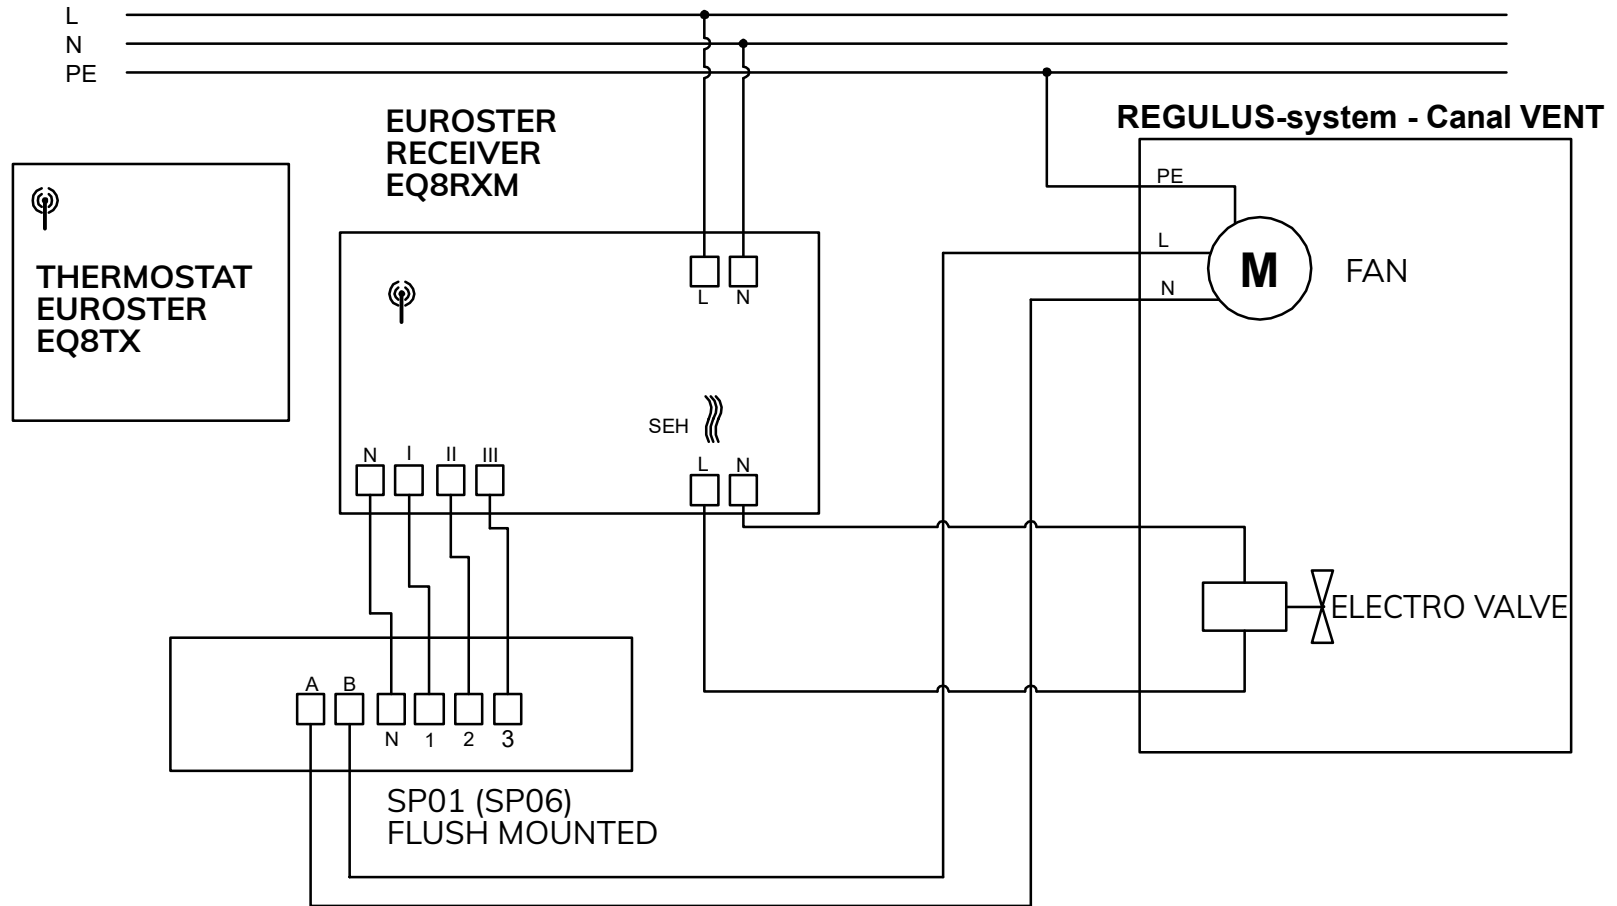 L
N
PE
EUROSTER
RECEIVER
EQ8RXM
REGULUS-system - Canal VENT
THERMOSTAT
EUROSTER
EQ8TX
PE
L
N
M
FAN
L N
SEH
N I II III
L N
ELECTRO VALVE
A B
N 1 2 3
SP01 (SP06)
FLUSH MOUNTED